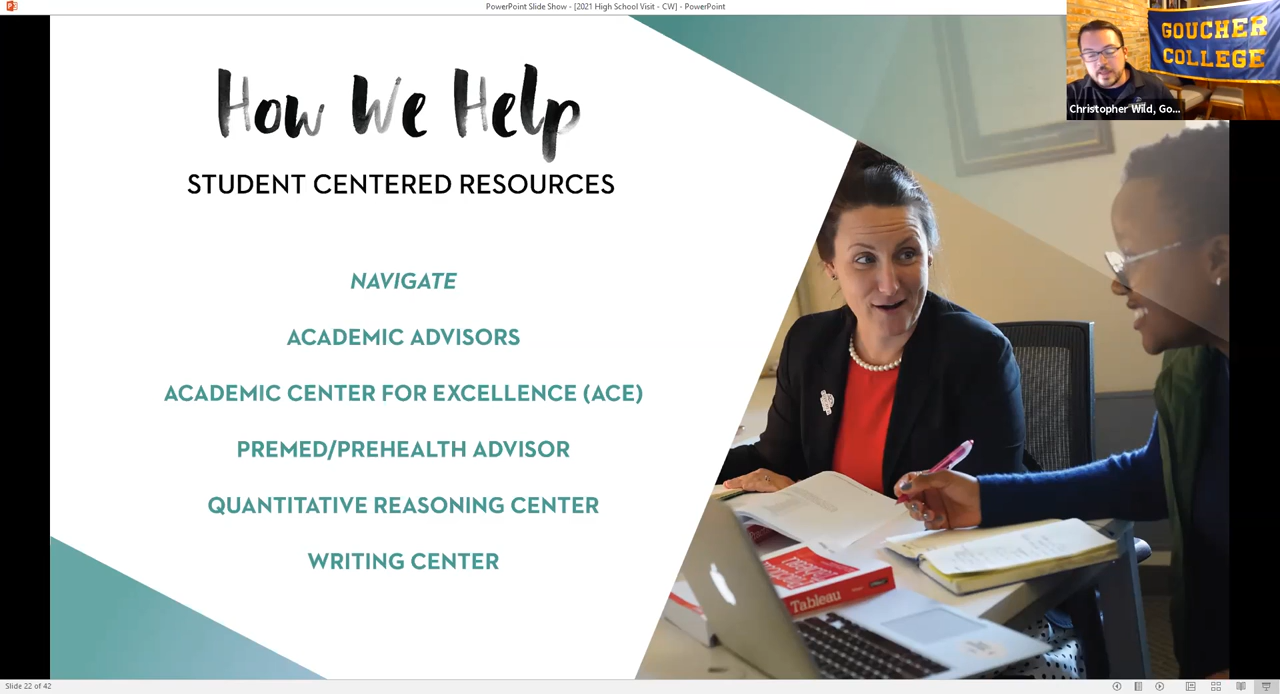 PowerPoint Slide Show - [2021 High School Visit - CW] - PowerPoint
GOUCHER
COLLEGE
Christopher Wild, Go...
How We Help
STUDENT CENTERED RESOURCES
NAVIGATE
ACADEMIC ADVISORS
ACADEMIC CENTER FOR EXCELLENCE (ACE)
PREMED/PREHEALTH ADVISOR
QUANTITATIVE REASONING CENTER
WRITING CENTER
Tableau
Slide 22 of 42